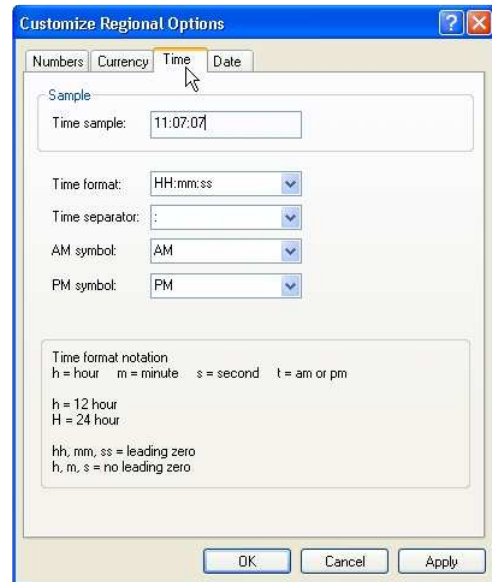 Customize Regional Options
Numbers Currency Time Date
Sample
Time sample: 11:07:07
Time format: HH:mm:ss
Time separator: :
AM symbol: AM
PM symbol: PM
Time format notation
h = hour m = minute s = second t = am or pm
h = 12 hour
H = 24 hour
hh, mm, ss = leading zero
h, m, s = no leading zero
OK Cancel Apply